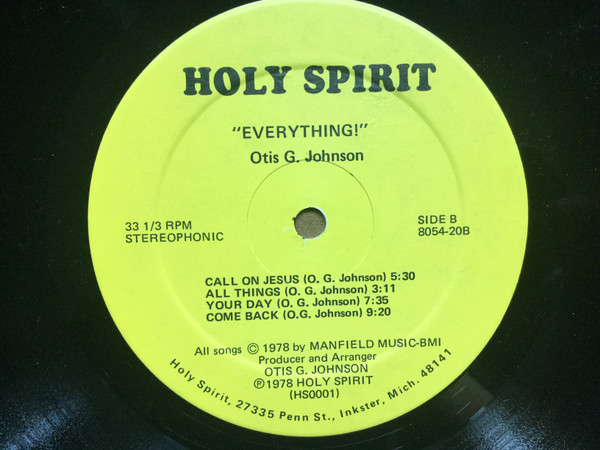 HOLY SPIRIT
"EVERYTHING!"
Otis G. Johnson
33 1/3 RPM
STEREOPHONIC
SIDE B
8054-20B
CALL ON JESUS (O. G. Johnson) 5:30
ALL THINGS (O. G. Johnson) 3:11
YOUR DAY (O. G. Johnson) 7:35
COME BACK (O.G. Johnson) 9:20
All songs © 1978 by MANFIELD MUSIC-BMI
Producer and Arranger
OTIS G. JOHNSON
℗1978 HOLY SPIRIT
(HS0001)
Holy Spirit, 27335 Penn St., Inkster, Mich. 48141